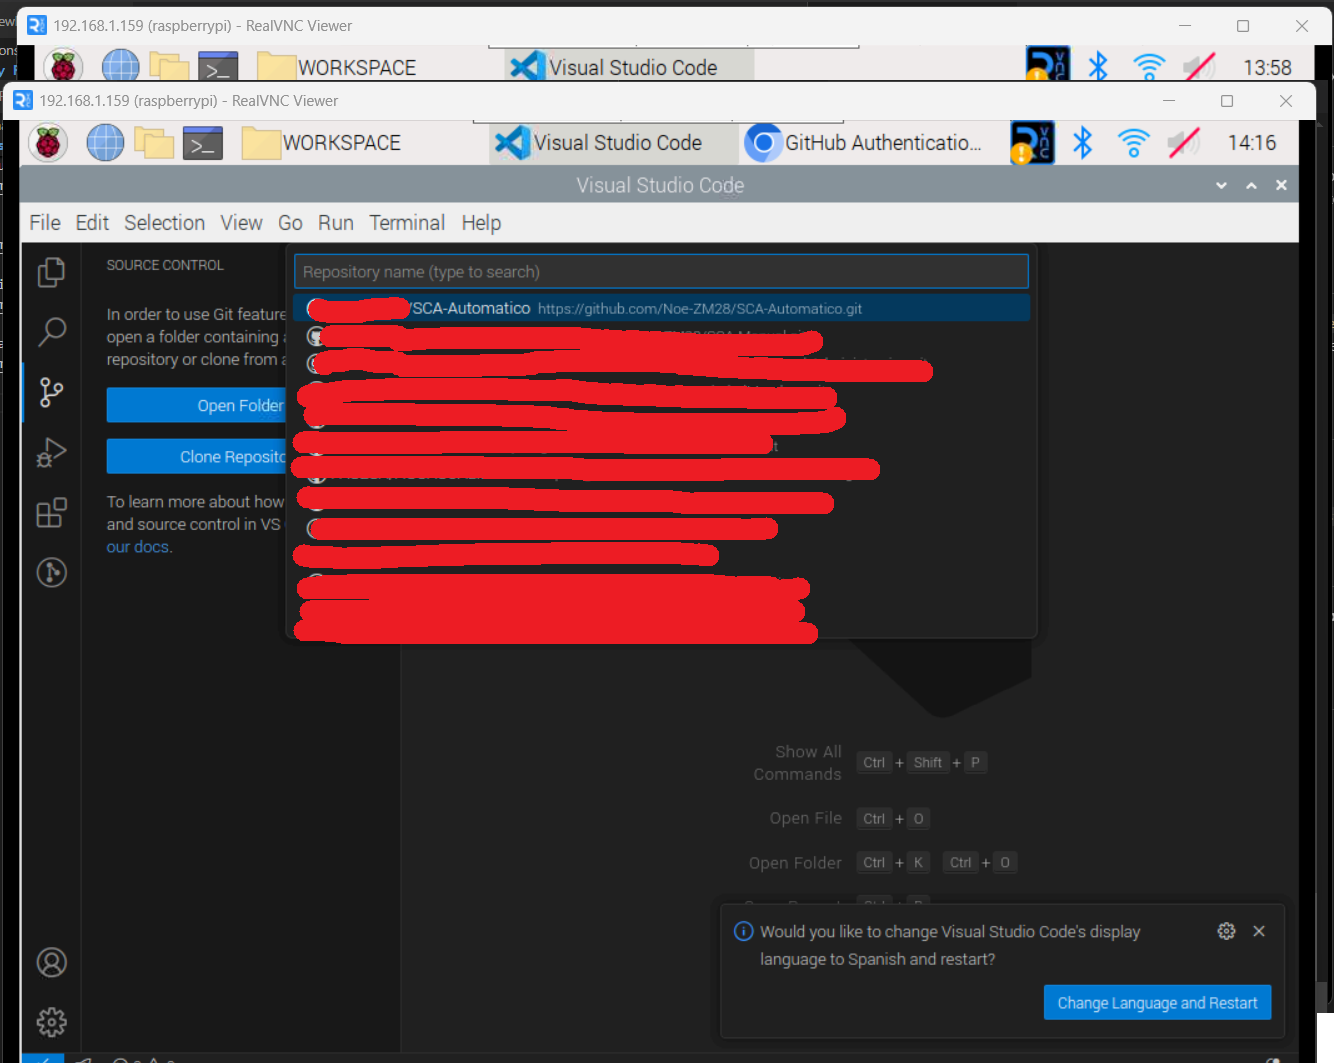 192.168.1.159 (raspberrypi) - RealVNC Viewer
WORKSPACE
Visual Studio Code
13:58
192.168.1.159 (raspberrypi) - RealVNC Viewer
WORKSPACE
Visual Studio Code
GitHub Authenticatio...
14:16
Visual Studio Code
File Edit Selection View Go Run Terminal Help
SOURCE CONTROL
In order to use Git feature
open a folder containing
repository or clone from a
Open Folder
Clone Reposito
To learn more about how
and source control in VS
our docs.
Repository name (type to search)
/SCA-Automatico https://github.com/Noe-ZM28/SCA-Automatico.git
Show All
Commands
Ctrl + Shift + P
Open File Ctrl + O
Open Folder Ctrl + K Ctrl + O
Would you like to change Visual Studio Code's display
language to Spanish and restart?
Change Language and Restart